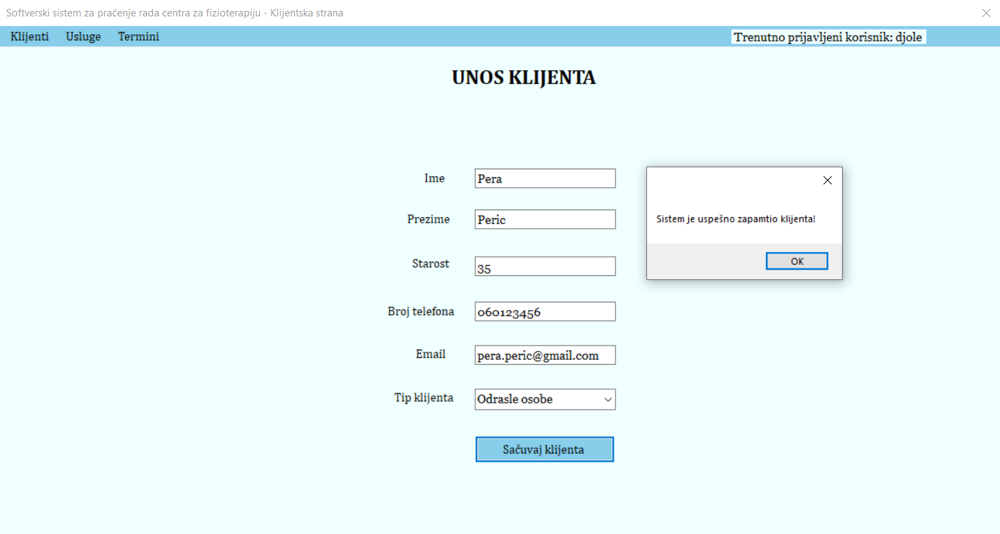 Softverski sistem za praćenje rada centra za fizioterapiju - Klijentska strana
Klijenti Usluge Termini Trenutno prijavljeni korisnik: djole
UNOS KLIJENTA
Ime Pera
Prezime Peric
Sistem je uspešno zapamtio klijenta!
OK
Starost 35
Broj telefona 060123456
Email pera.peric@gmail.com
Tip klijenta Odrasle osobe
Sačuvaj klijenta